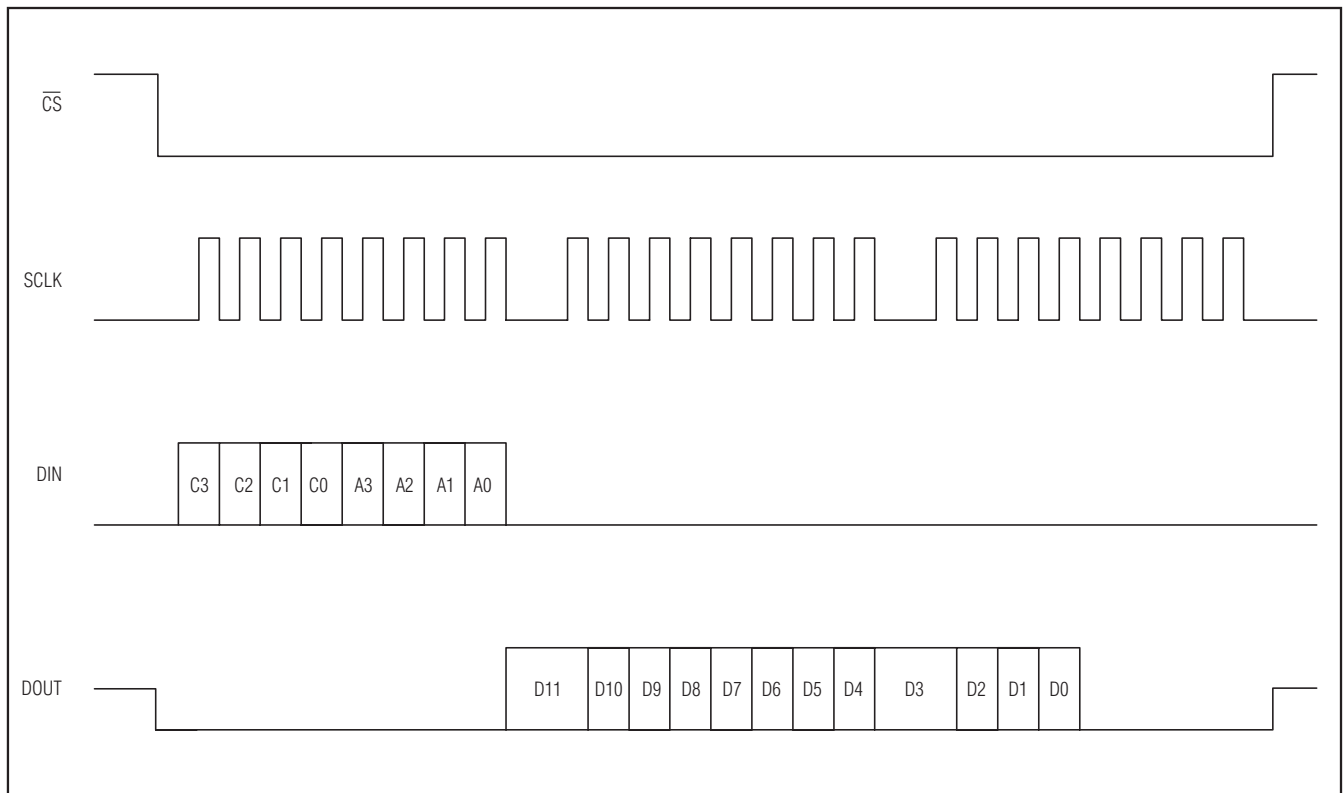 C̅S̅
SCLK
DIN
C3 C2 C1 C0 A3 A2 A1 A0
DOUT
D11 D10 D9 D8 D7 D6 D5 D4 D3 D2 D1 D0